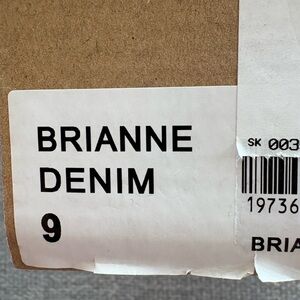 BRIANNE
DENIM
9
SK 003
19736
BRIA